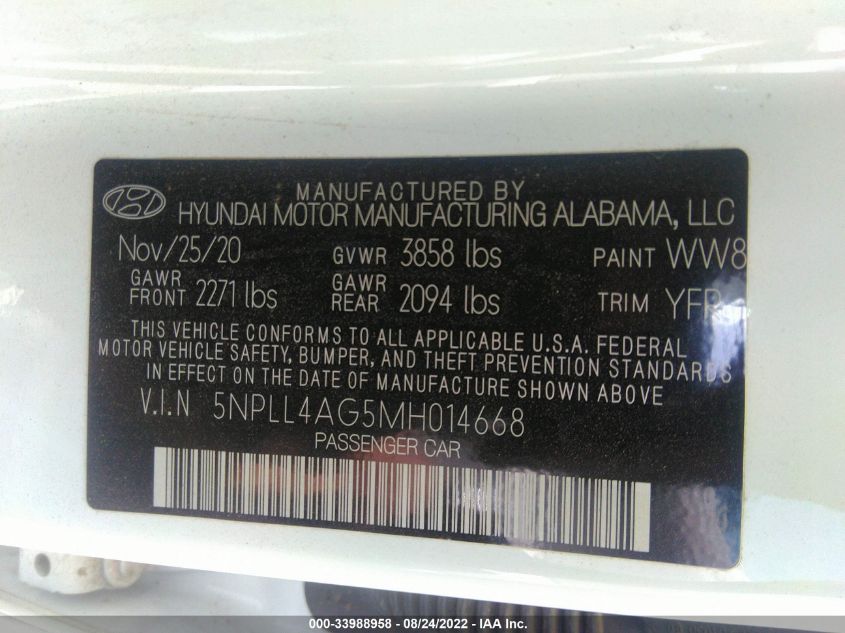 MANUFACTURED BY
HYUNDAI MOTOR MANUFACTURING ALABAMA, LLC
Nov/25/20 GVWR 3858 lbs PAINT WW8
GAWR FRONT 2271 lbs GAWR REAR 2094 lbs TRIM YFR
THIS VEHICLE CONFORMS TO ALL APPLICABLE U.S.A. FEDERAL
MOTOR VEHICLE SAFETY, BUMPER, AND THEFT PREVENTION STANDARDS
IN EFFECT ON THE DATE OF MANUFACTURE SHOWN ABOVE
V.I.N 5NPLL4AG5MH014668
PASSENGER CAR
000-33988958 - 08/24/2022 - IAA Inc.